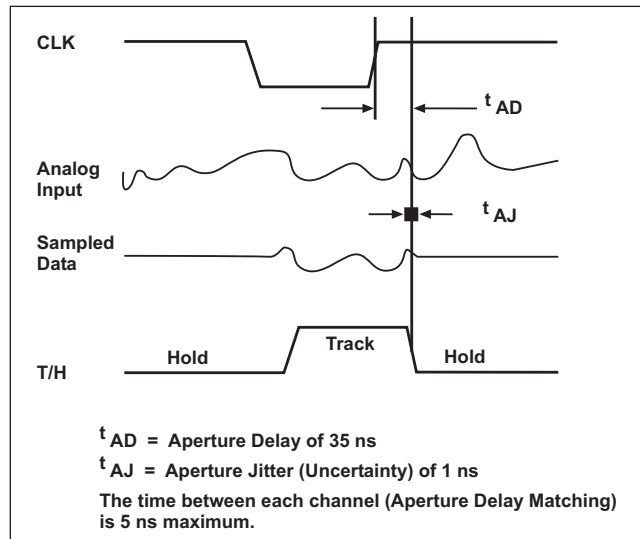 CLK
t AD
Analog
Input
t AJ
Sampled
Data
Hold
Track
Hold
T/H
t AD = Aperture Delay of 35 ns
t AJ = Aperture Jitter (Uncertainty) of 1 ns
The time between each channel (Aperture Delay Matching)
is 5 ns maximum.